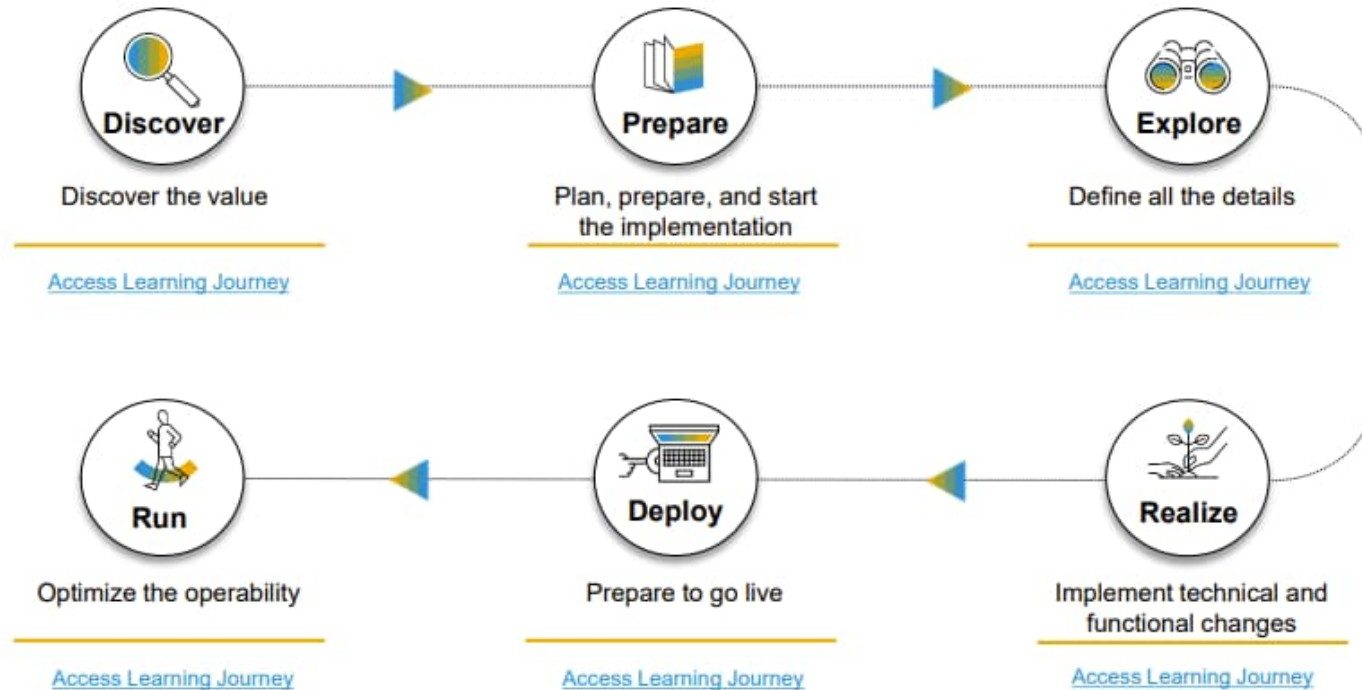 Discover
Discover the value
Access Learning Journey
Prepare
Plan, prepare, and start
the implementation
Access Learning Journey
Explore
Define all the details
Access Learning Journey
Realize
Implement technical and
functional changes
Access Learning Journey
Deploy
Prepare to go live
Access Learning Journey
Run
Optimize the operability
Access Learning Journey